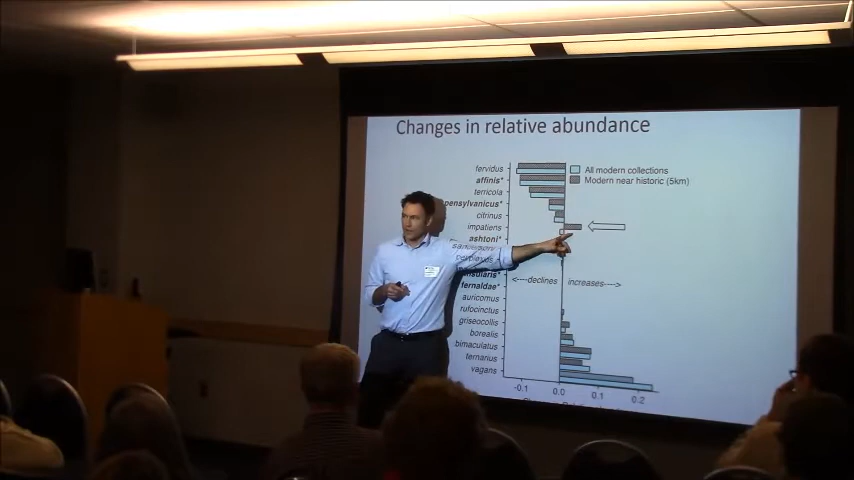 Changes in relative abundance
fervidus
affinis*
terricola
pensylvanicus*
citrinus
impatiens
ashtoni*
fernaldae*
auricomus
rufocinctus
griseocollis
borealis
bimaculatus
ternarius
vagans
All modern collections
Modern near historic (5km)
<----declines
increases---->
-0.1
0.0
0.1
0.2